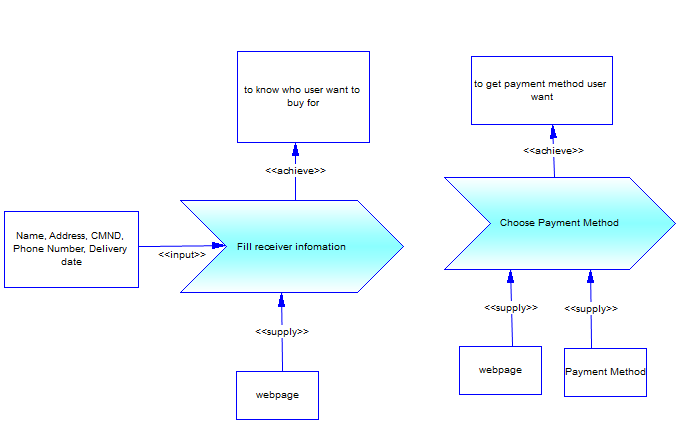 to know who user want to
buy for
to get payment method user
want
<<achieve>>
<<achieve>>
Name, Address, CMND,
Phone Number, Delivery
date
<<input>>
Fill receiver infomation
Choose Payment Method
<<supply>>
<<supply>>
<<supply>>
webpage
webpage
Payment Method